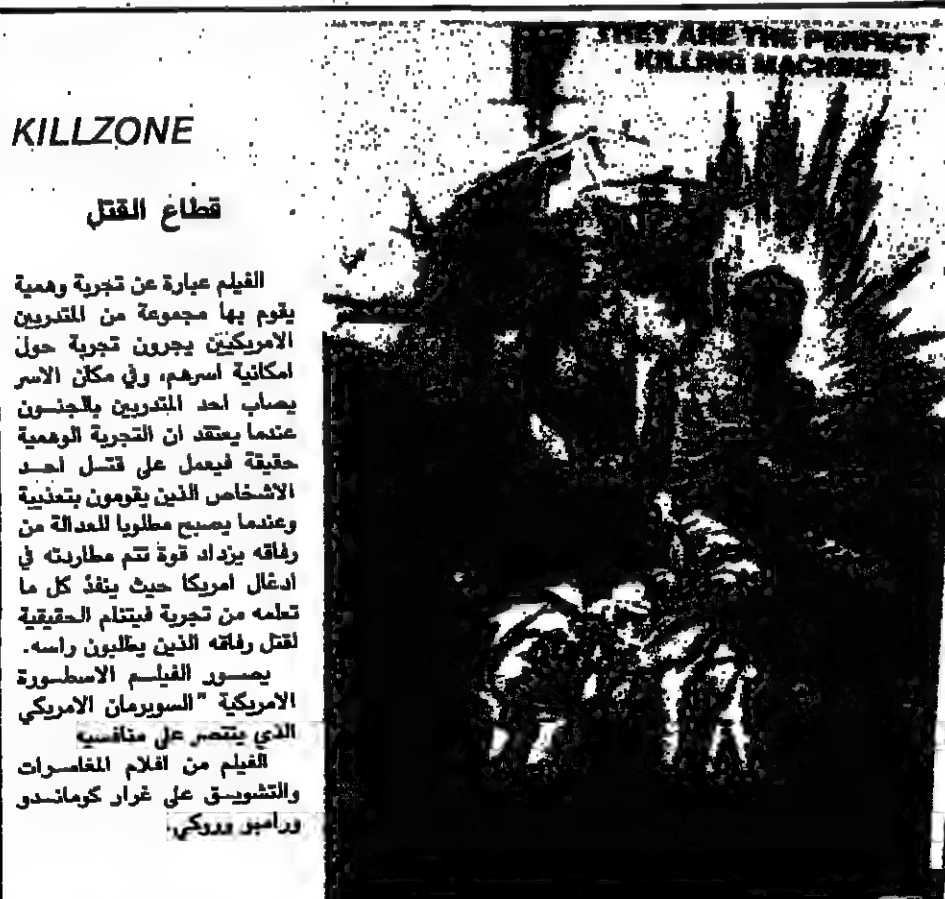 KILLZONE
قطاع القتل
الفيلم عبارة عن تجربة وهمية
يقوم بها مجموعة من المتدربين
الامريكيين يجرون تجربة حول
امكانية اسرهم، وفي مكان الاسر
يصاب احد المتدربين بالجنون
عندما يعتقد ان التجربة الوهمية
حقيقة فيعمل على قتل احد
الاشخاص الذين يقومون بتعذيبة
وعندما يصبح مطلوبا للعدالة من
رفاقه يزداد قوة تتم مطاردته في
ادغال امريكا حيث ينفذ كل ما
تعلمه من تجربة فيتنام الحقيقية
لقتل رفاقه الذين يطلبون راسه.
يصور الفيلم الاسطورة
الامريكية "السوبرمان الامريكي
الذي ينتصر على منافسيه
الفيلم من افلام المغامرات
والتشويق على غرار كوماندو
ورامبو وروكي.
THEY ARE THE PERFECT
KILLING MACHINE!